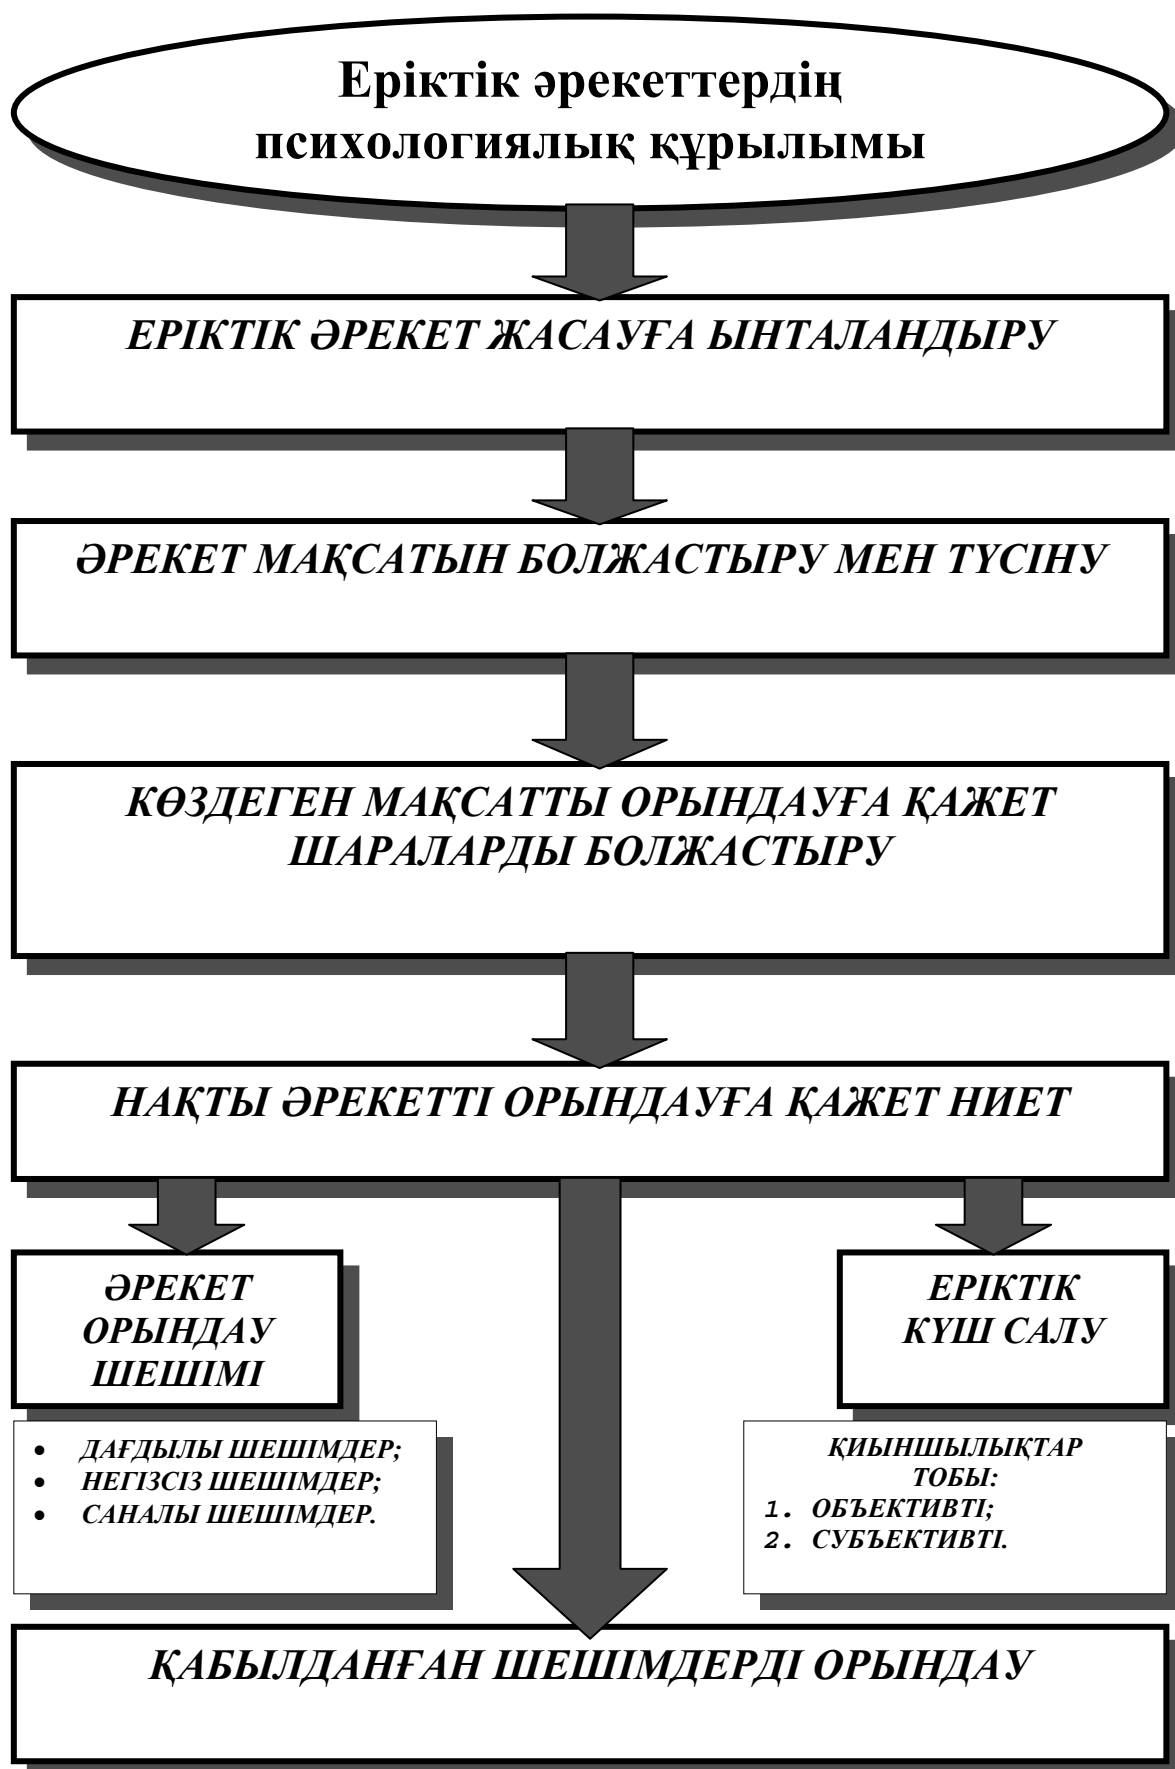 Еріктік әрекеттердің
психологиялық құрылымы
ЕРІКТІК ӘРЕКЕТ ЖАСАУҒА ЫНТАЛАНДЫРУ
ӘРЕКЕТ МАҚСАТЫН БОЛЖАСТЫРУ МЕН ТҮСІНУ
КӨЗДЕГЕН МАҚСАТТЫ ОРЫНДАУҒА ҚАЖЕТ
ШАРАЛАРДЫ БОЛЖАСТЫРУ
НАҚТЫ ӘРЕКЕТТІ ОРЫНДАУҒА ҚАЖЕТ НИЕТ
ӘРЕКЕТ
ОРЫНДАУ
ШЕШІМІ
• ДАҒДЫЛЫ ШЕШІМДЕР;
• НЕГІЗСІЗ ШЕШІМДЕР;
• САНАЛЫ ШЕШІМДЕР.
ЕРІКТІК
КҮШ САЛУ
ҚИЫНШЫЛЫҚТАР
ТОБЫ:
1. ОБЪЕКТИВТІ;
2. СУБЪЕКТИВТІ.
ҚАБЫЛДАНҒАН ШЕШІМДЕРДІ ОРЫНДАУ